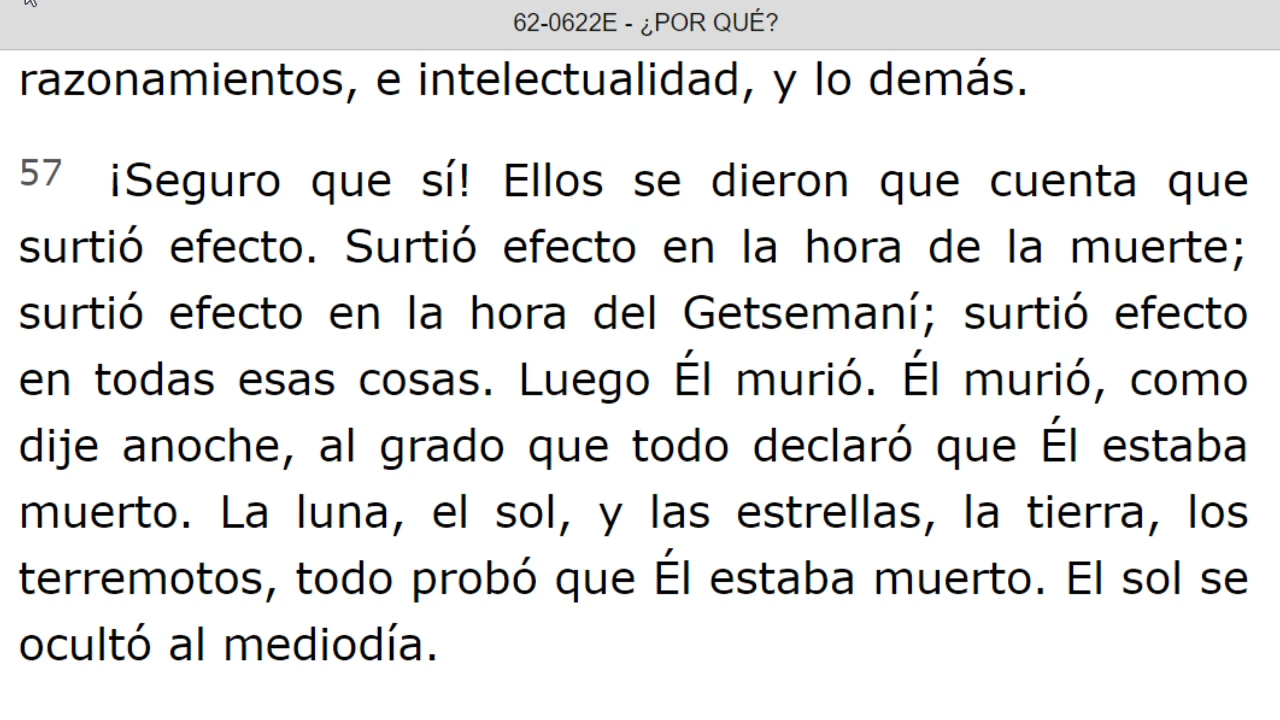 62-0622E - ¿POR QUÉ?
razonamientos, e intelectualidad, y lo demás.
57 ¡Seguro que sí! Ellos se dieron que cuenta que
surtió efecto. Surtió efecto en la hora de la muerte;
surtió efecto en la hora del Getsemaní; surtió efecto
en todas esas cosas. Luego Él murió. Él murió, como
dije anoche, al grado que todo declaró que Él estaba
muerto. La luna, el sol, y las estrellas, la tierra, los
terremotos, todo probó que Él estaba muerto. El sol se
ocultó al mediodía.